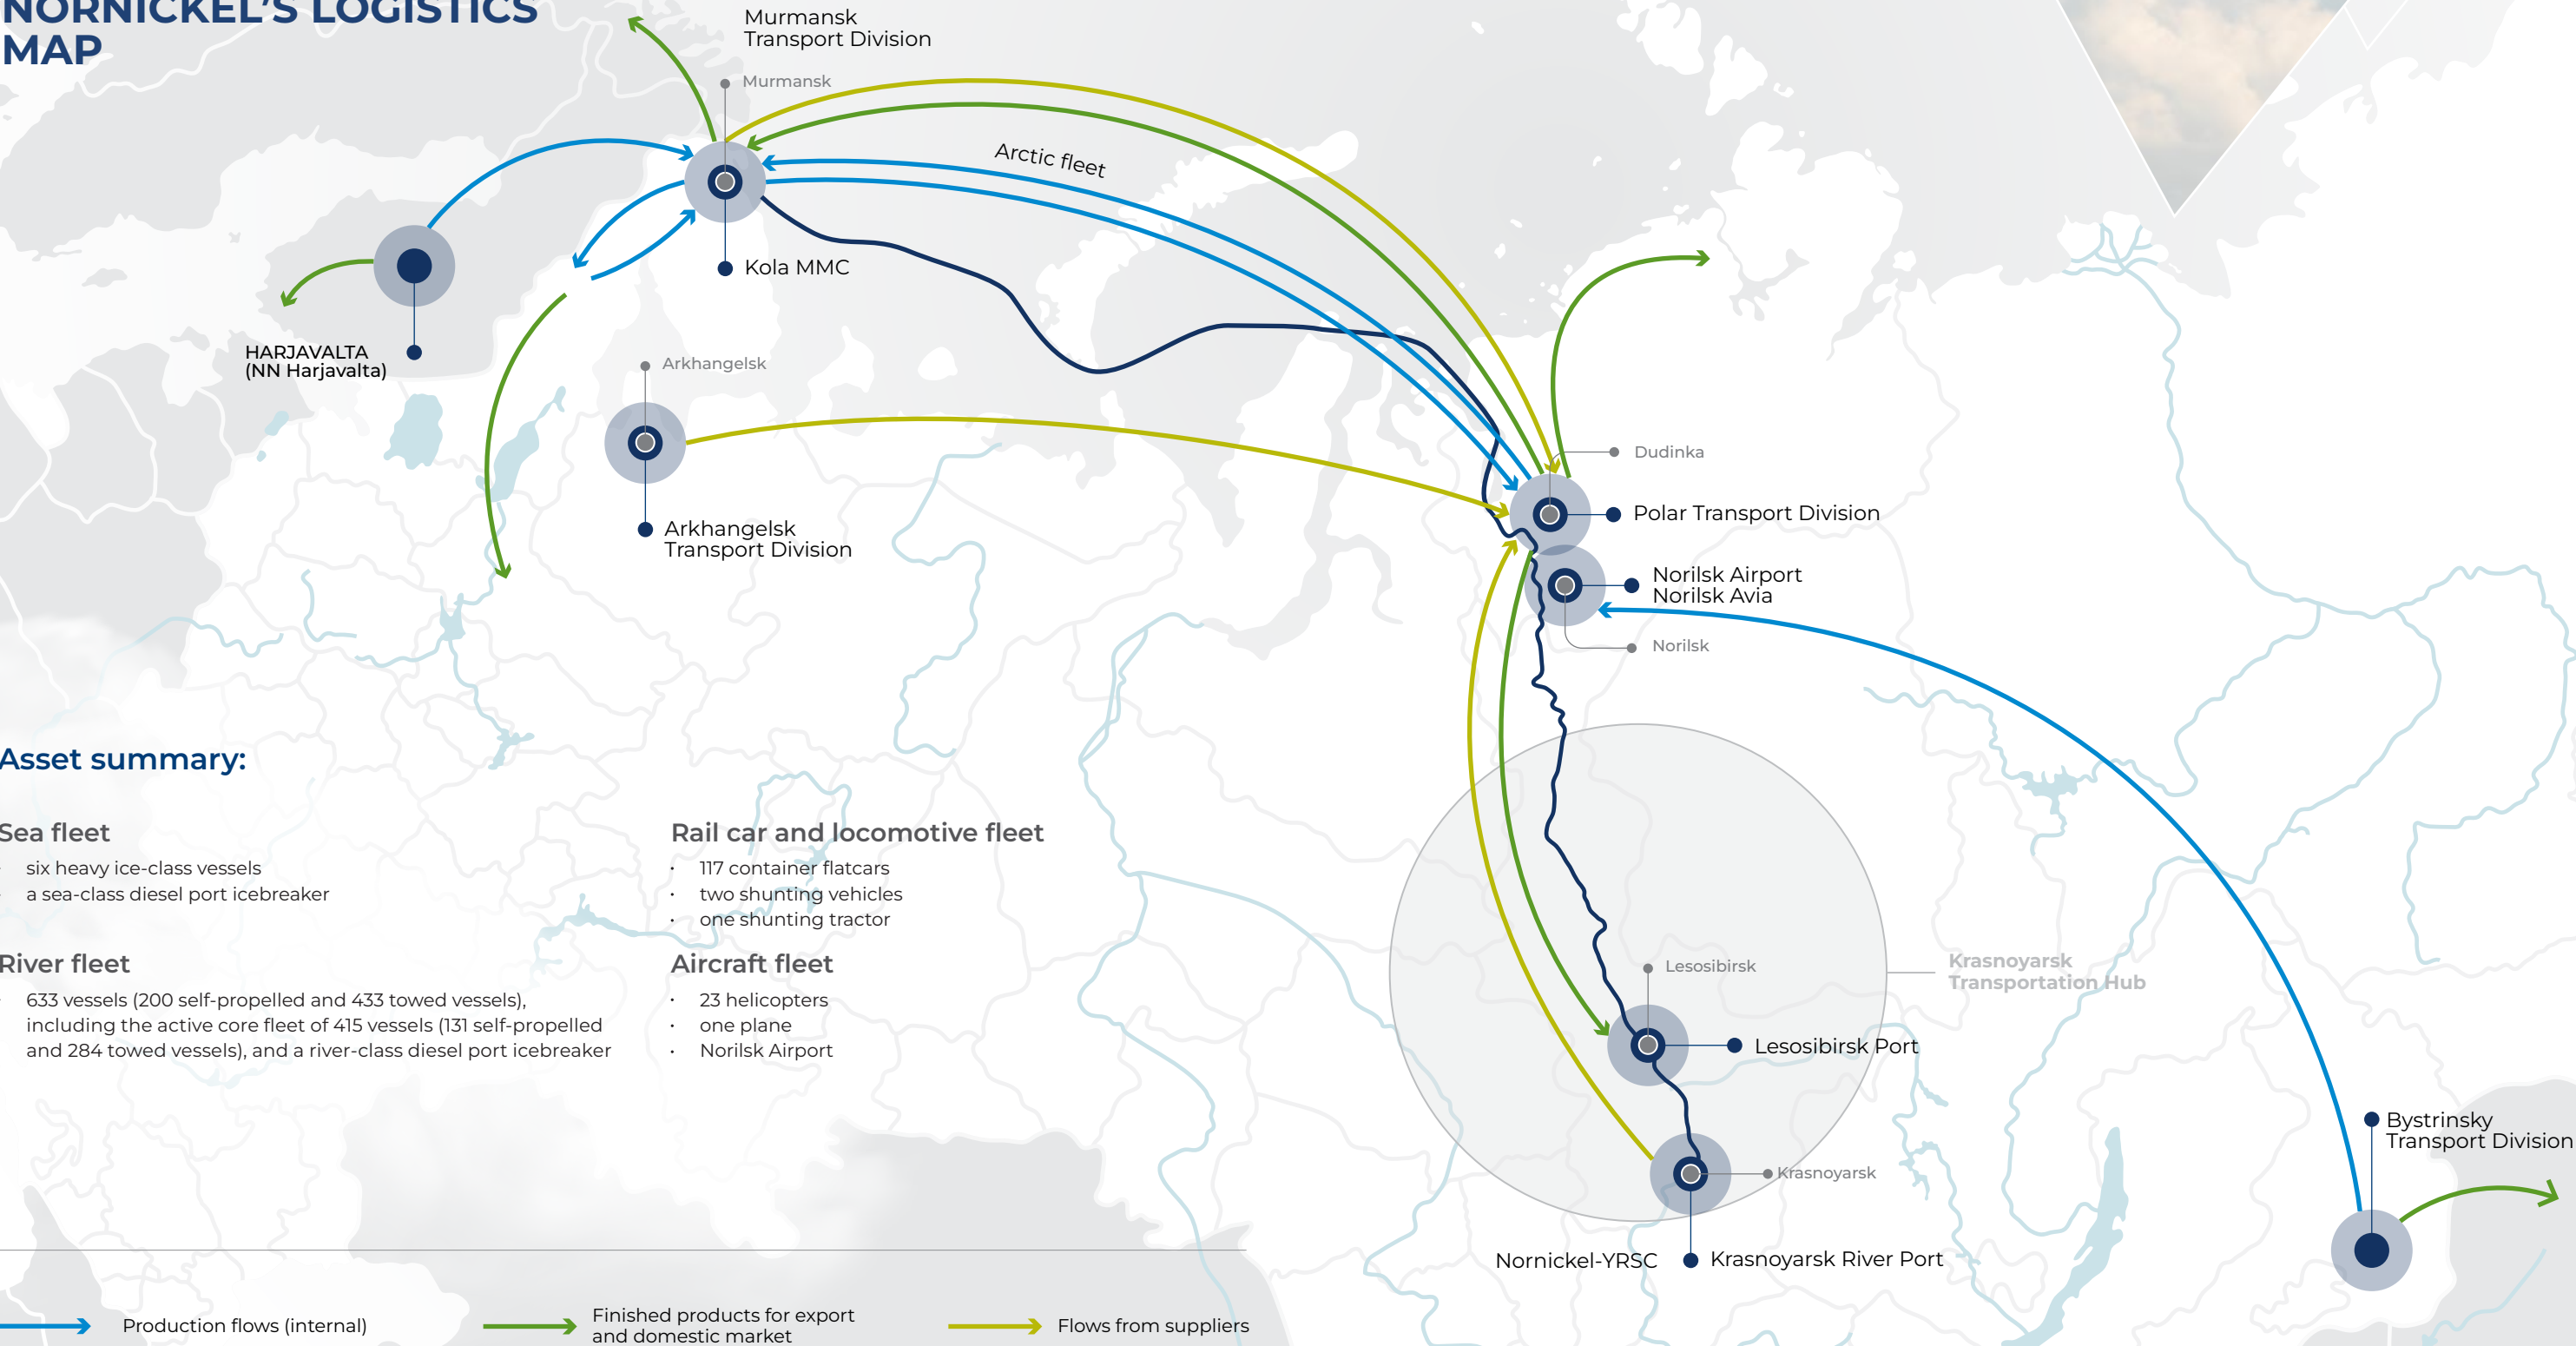 NORNICKEL'S LOGISTICS
MAP
Murmansk
Transport Division
Murmansk
Arctic fleet
Kola MMC
HARJAVALTA
(NN Harjavalta)
Arkhangelsk
Arkhangelsk
Transport Division
Dudinka
Polar Transport Division
Norilsk Airport
Norilsk Avia
Norilsk
Asset summary:
Sea fleet
six heavy ice-class vessels
a sea-class diesel port icebreaker
River fleet
633 vessels (200 self-propelled and 433 towed vessels),
including the active core fleet of 415 vessels (131 self-propelled
and 284 towed vessels), and a river-class diesel port icebreaker
Rail car and locomotive fleet
• 117 container flatcars
• two shunting vehicles
• one shunting tractor
Aircraft fleet
• 23 helicopters
• one plane
• Norilsk Airport
Krasnoyarsk
Transportation Hub
Lesosibirsk
Lesosibirsk Port
Krasnoyarsk
Nornickel-YRSC
Krasnoyarsk River Port
Bystrinsky
Transport Division
Production flows (internal)
Finished products for export
and domestic market
Flows from suppliers